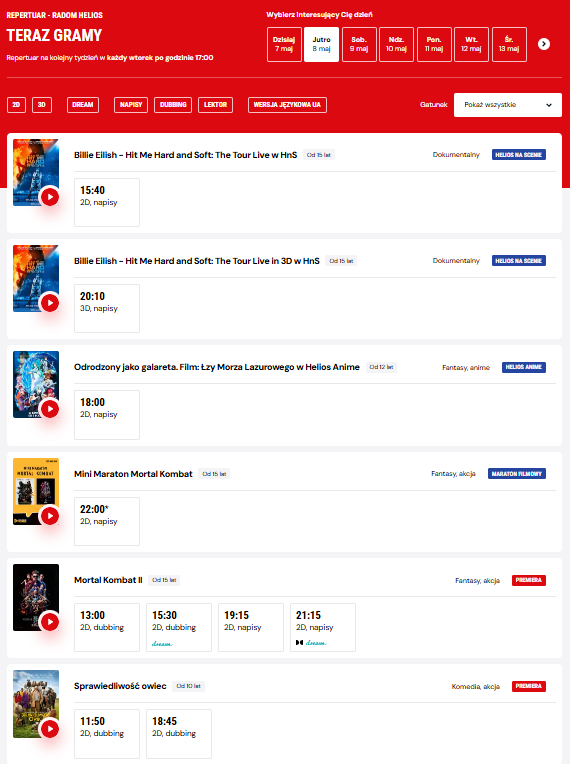 REPERTUAR - RADOM HELIOS
TERAZ GRAMY
Repertuar na kolejny tydzień w każdy wtorek po godzinie 17:00
Wybierz Interesujący Cię dzień
Dzisiaj
7 maj
Jutro
8 maj
Sob.
9 maj
Ndz.
10 maj
Pon.
11 maj
Wt.
12 maj
Śr.
13 maj
2D
3D
DREAM
NAPISY
DUBBING
LEKTOR
WERSJA JĘZYKOWA UA
Gatunek
Pokaż wszystkie
Billie Eilish – Hit Me Hard and Soft: The Tour Live w HnS
Od 15 lat
Dokumentalny
HELIOS NA SCENIE
15:40
2D, napisy
Billie Eilish – Hit Me Hard and Soft: The Tour Live in 3D w HnS
Od 15 lat
Dokumentalny
HELIOS NA SCENIE
20:10
3D, napisy
Odrodzony jako galareta. Film: Łzy Morza Lazurowego w Helios Anime
Od 12 lat
Fantasy, anime
HELIOS ANIME
18:00
2D, napisy
MINI MARATON
MORTAL KOMBAT
Mini Maraton Mortal Kombat
Od 15 lat
Fantasy, akcja
MARATON FILMOWY
22:00*
2D, napisy
Mortal Kombat II
Od 15 lat
Fantasy, akcja
PREMIERA
13:00
2D, dubbing
15:30
2D, dubbing
dream
19:15
2D, napisy
21:15
2D, napisy
dream
Sprawiedliwość owiec
Od 10 lat
Komedia, akcja
PREMIERA
11:50
2D, dubbing
18:45
2D, dubbing